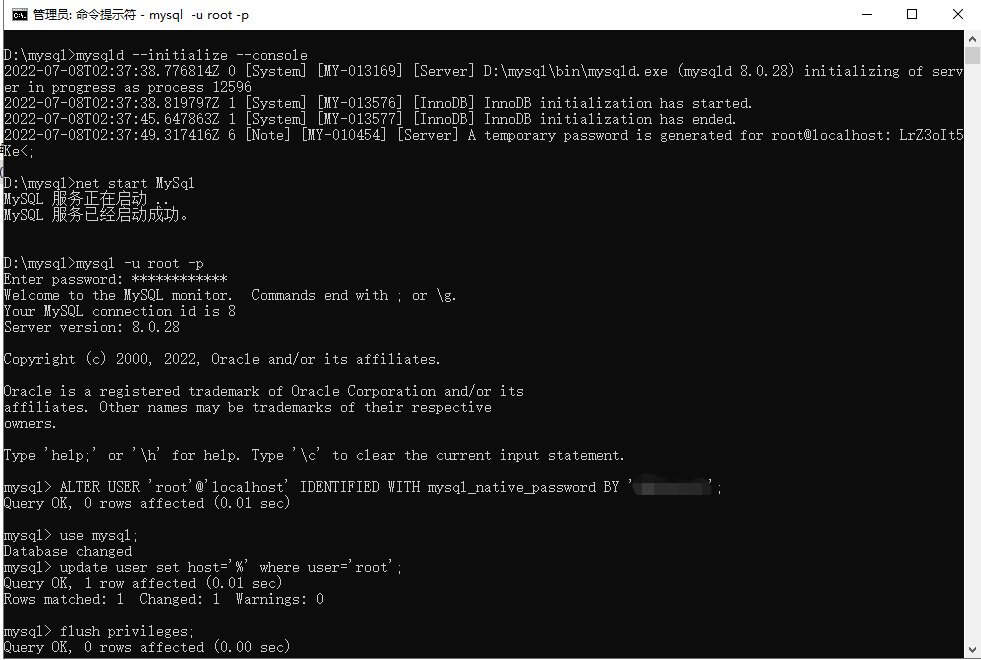 管理员: 命令提示符 - mysql  -u root -p
D:\mysql>mysqld --initialize --console
2022-07-08T02:37:38.776814Z 0 [System] [MY-013169] [Server] D:\mysql\bin\mysqld.exe (mysqld 8.0.28) initializing of serv
er in progress as process 12596
2022-07-08T02:37:38.819797Z 1 [System] [MY-013576] [InnoDB] InnoDB initialization has started.
2022-07-08T02:37:45.647863Z 1 [System] [MY-013577] [InnoDB] InnoDB initialization has ended.
2022-07-08T02:37:49.317416Z 6 [Note] [MY-010454] [Server] A temporary password is generated for root@localhost: LrZ3oIt5
Ke<;
D:\mysql>net start MySql
MySQL 服务正在启动 ..
MySQL 服务已经启动成功。
D:\mysql>mysql -u root -p
Enter password: ************
Welcome to the MySQL monitor.  Commands end with ; or \g.
Your MySQL connection id is 8
Server version: 8.0.28
Copyright (c) 2000, 2022, Oracle and/or its affiliates.
Oracle is a registered trademark of Oracle Corporation and/or its
affiliates. Other names may be trademarks of their respective
owners.
Type 'help;' or '\h' for help. Type '\c' to clear the current input statement.
mysql> ALTER USER 'root'@'localhost' IDENTIFIED WITH mysql_native_password BY '        ';
Query OK, 0 rows affected (0.01 sec)
mysql> use mysql;
Database changed
mysql> update user set host='%' where user='root';
Query OK, 1 row affected (0.01 sec)
Rows matched: 1  Changed: 1  Warnings: 0
mysql> flush privileges;
Query OK, 0 rows affected (0.00 sec)